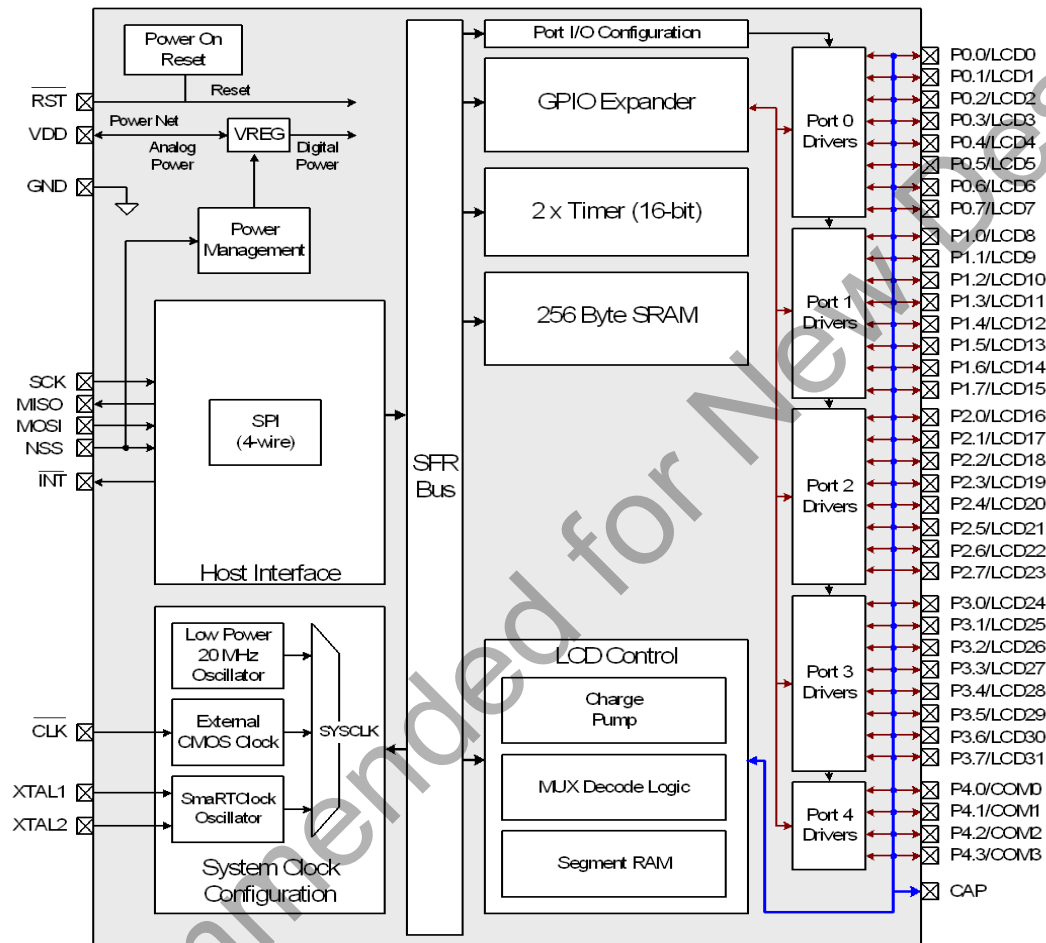 Power On
Reset
RST
Reset
VDD
Power Net
VREG
Analog
Power
Digital
Power
GND
Power
Management
SCK
MISO
MOSI
NSS
INT
SPI
(4-wire)
Host Interface
Low Power
20 MHz
Oscillator
CLK
External
CMOS Clock
SYSCLK
XTAL1
XTAL2
SmaRTClock
Oscillator
System Clock
Configuration
SFR
Bus
Port I/O Configuration
GPIO Expander
2 x Timer (16-bit)
256 Byte SRAM
LCD Control
Charge
Pump
MUX Decode Logic
Segment RAM
Port 0
Drivers
Port 1
Drivers
Port 2
Drivers
Port 3
Drivers
Port 4
Drivers
P0.0/LCD0
P0.1/LCD1
P0.2/LCD2
P0.3/LCD3
P0.4/LCD4
P0.5/LCD5
P0.6/LCD6
P0.7/LCD7
P1.0/LCD8
P1.1/LCD9
P1.2/LCD10
P1.3/LCD11
P1.4/LCD12
P1.5/LCD13
P1.6/LCD14
P1.7/LCD15
P2.0/LCD16
P2.1/LCD17
P2.2/LCD18
P2.3/LCD19
P2.4/LCD20
P2.5/LCD21
P2.6/LCD22
P2.7/LCD23
P3.0/LCD24
P3.1/LCD25
P3.2/LCD26
P3.3/LCD27
P3.4/LCD28
P3.5/LCD29
P3.6/LCD30
P3.7/LCD31
P4.0/COM0
P4.1/COM1
P4.2/COM2
P4.3/COM3
CAP
mmended for New Des